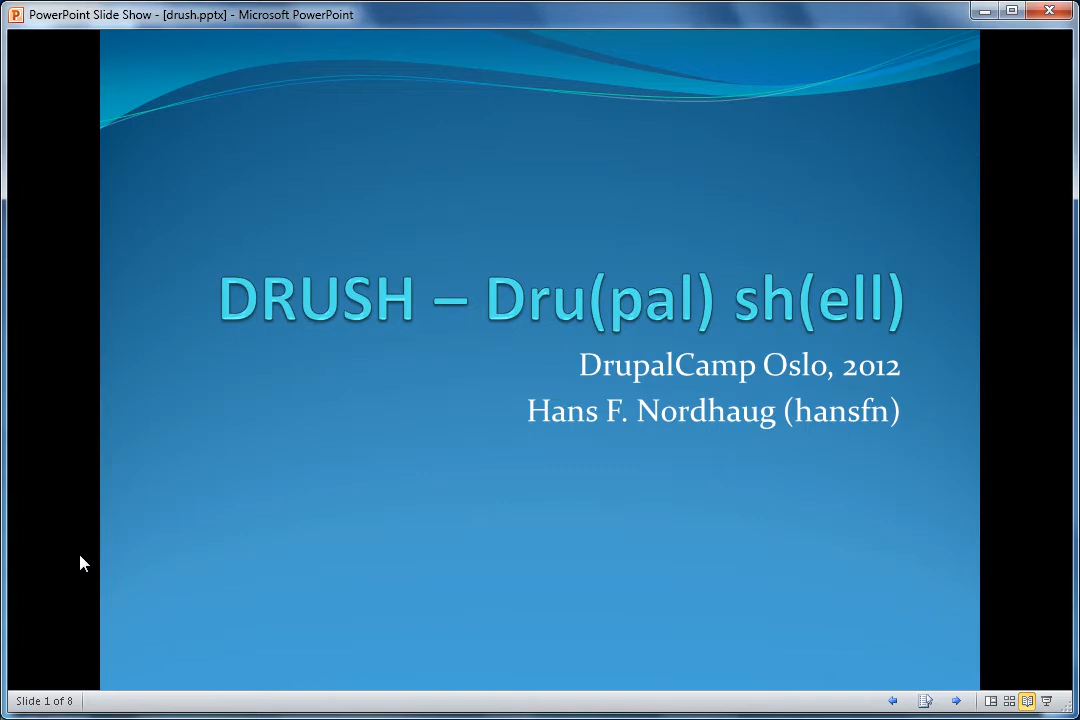 PowerPoint Slide Show - [drush.pptx] - Microsoft PowerPoint
DRUSH – Dru(pal) sh(ell)
DrupalCamp Oslo, 2012
Hans F. Nordhaug (hansfn)
Slide 1 of 8